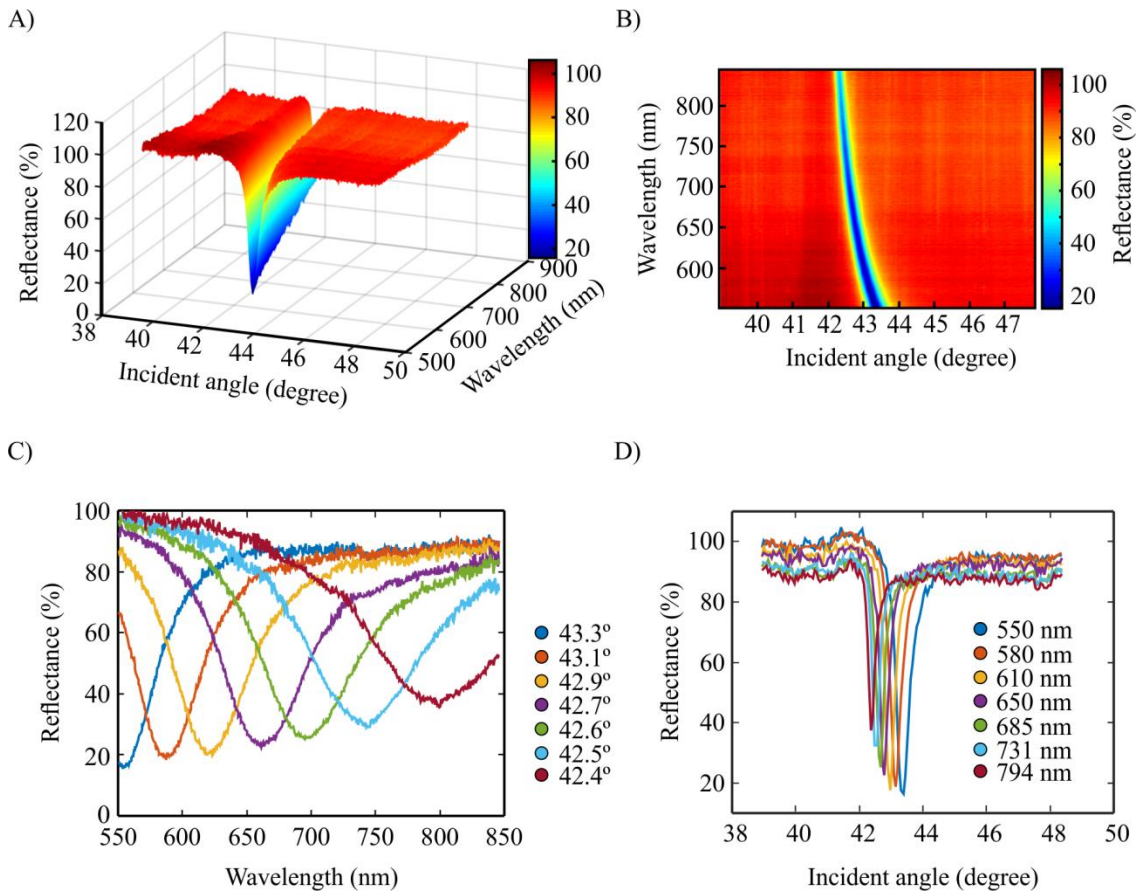 A)
120
100
80
60
40
20
0
Reflectance (%)
38
40
42
44
46
48
50
Incident angle (degree)
500
600
700
800
900
Wavelength (nm)
100
80
60
40
20
B)
800
750
700
650
600
Wavelength (nm)
40 41 42 43 44 45 46 47
Incident angle (degree)
100
80
60
40
20
Reflectance (%)
C)
100
80
60
40
20
0
Reflectance (%)
550 600 650 700 750 800 850
Wavelength (nm)
43.3º
43.1º
42.9º
42.7º
42.6º
42.5º
42.4º
D)
100
80
60
40
20
Reflectance (%)
38 40 42 44 46 48 50
Incident angle (degree)
550 nm
580 nm
610 nm
650 nm
685 nm
731 nm
794 nm